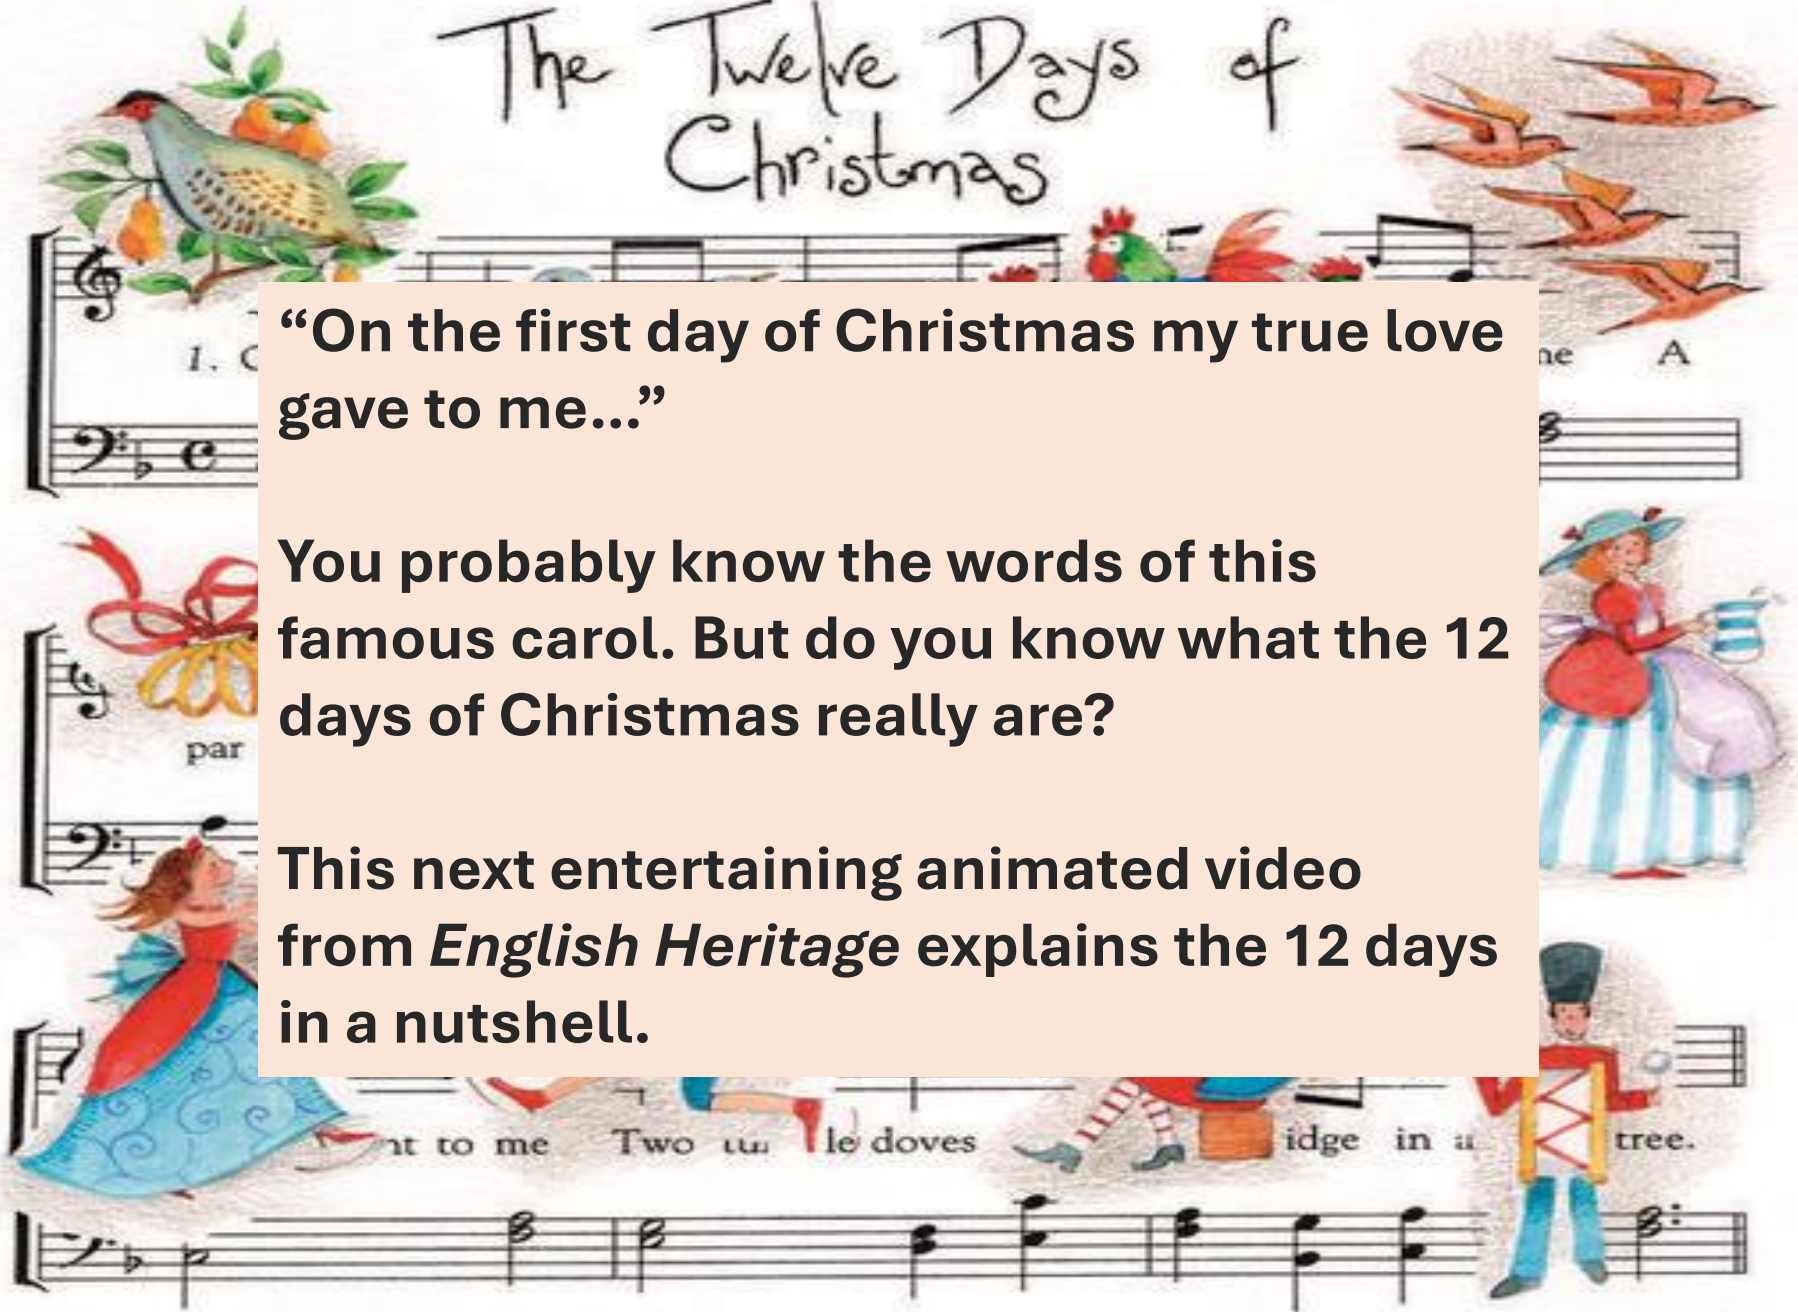 The Twelve Days of
Christmas
“On the first day of Christmas my true love
gave to me...”
1.
me A
You probably know the words of this
famous carol. But do you know what the 12
days of Christmas really are?
par
This next entertaining animated video
from English Heritage explains the 12 days
in a nutshell.
to me Two doves in a tree.